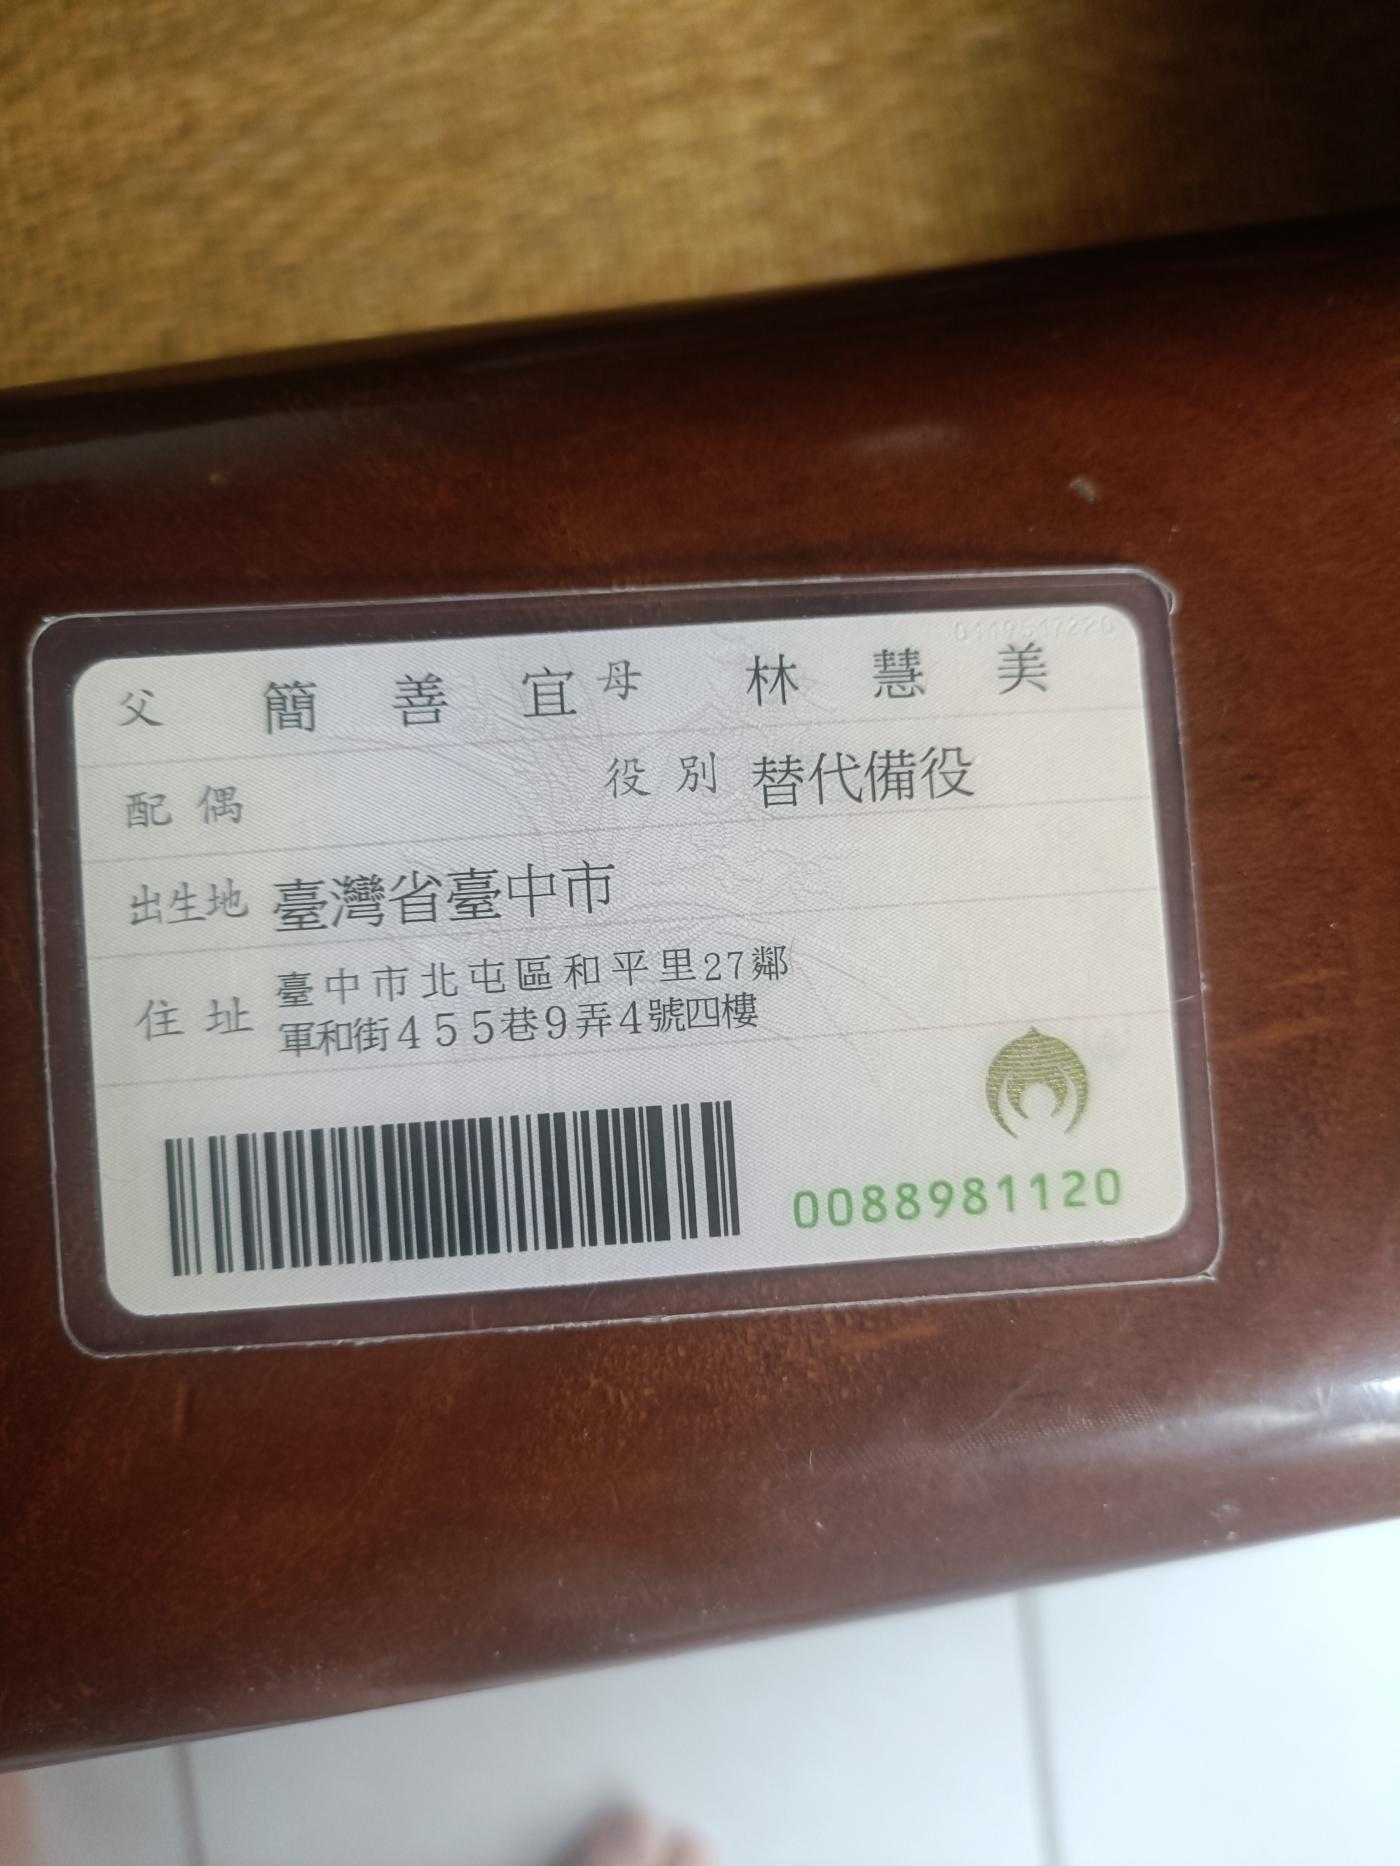 父 簡善宜 母 林慧美
配偶 役別 替代備役
出生地 臺灣省臺中市
住址 臺中市北屯區和平里27鄰
軍和街455巷9弄4號四樓
0088981120